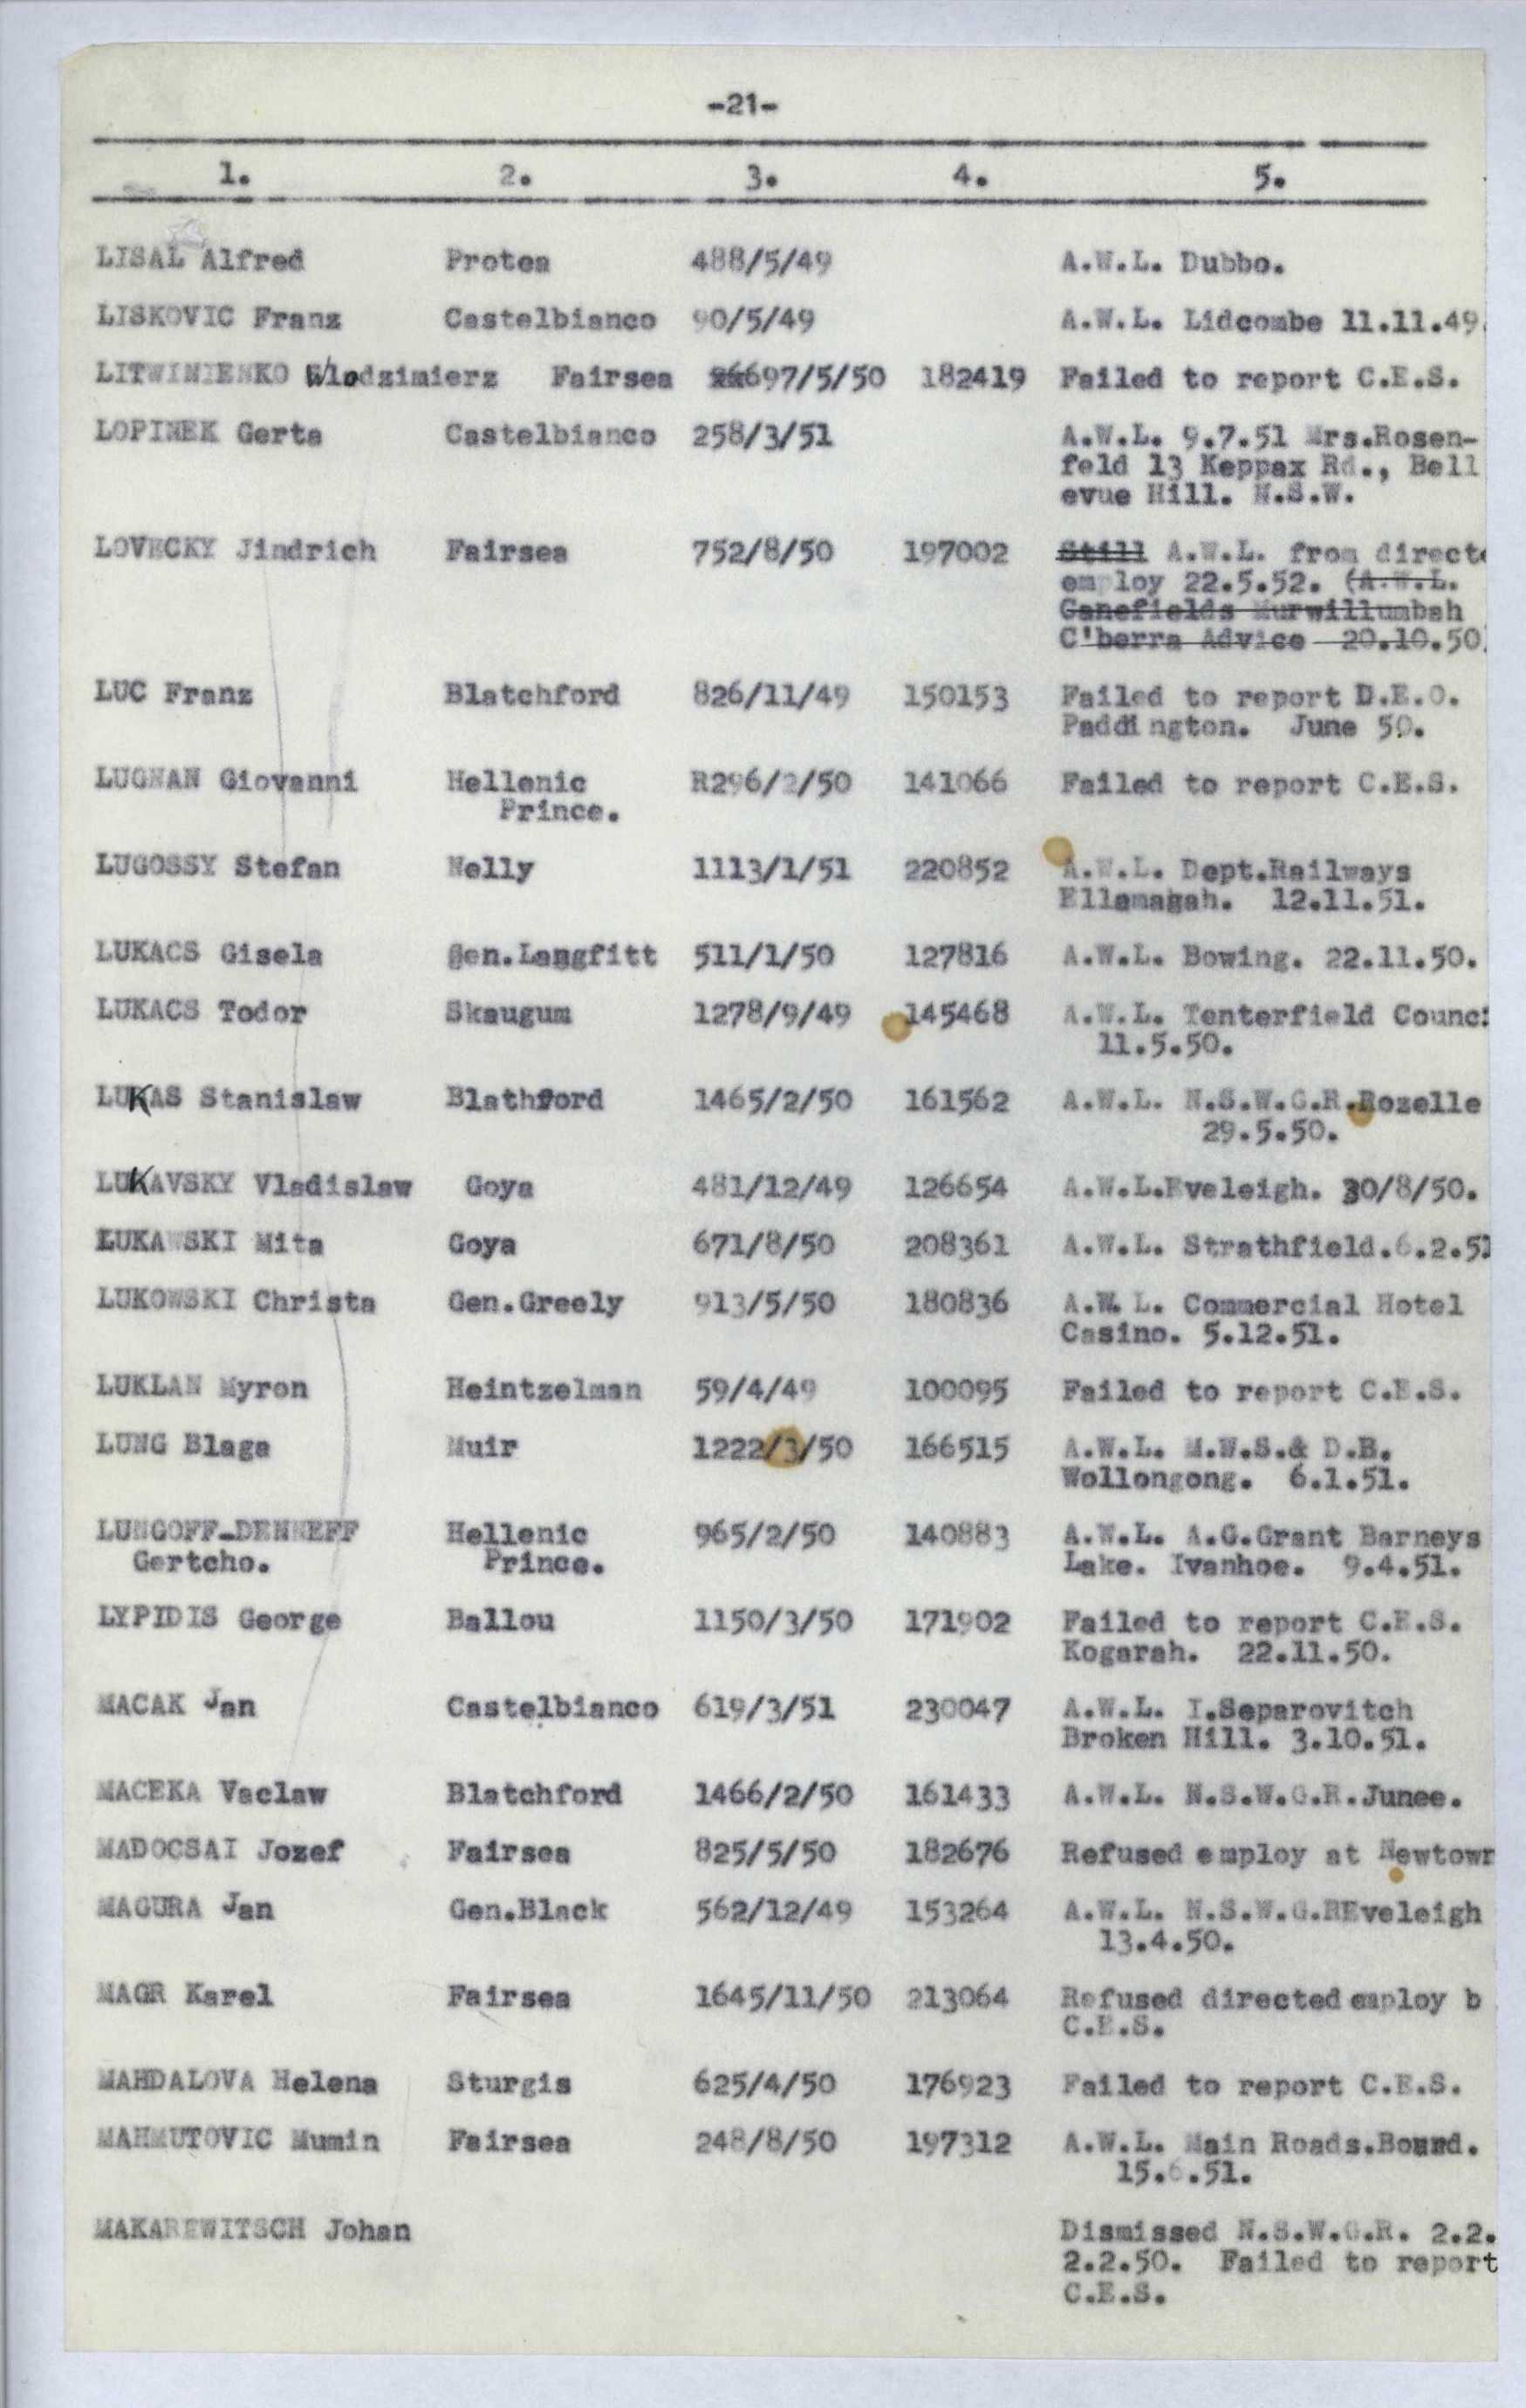 -21-
1. 2. 3. 4. 5.
LISAL Alfred Protea 488/5/49 A.W.L. Dubbo.
LISKOVIC Franz Castelbianco 90/5/49 A.W.L. Lidcombe 11.11.49.
LITWINIENKO Wlodzimierz Fairsea 697/5/50 182419 Failed to report C.E.S.
LOPINEK Gerta Castelbianco 258/3/51 A.W.L. 9.7.51 Mrs.Rosen-
feld 13 Keppax Rd., Bell
evue Hill. N.S.W.
LOVECKY Jindrich Fairsea 752/8/50 197002 Still A.W.L. from directe
employ 22.5.52. (A.W.L.
Canefields Murwillumbah
C'berra Advice 20.10.50)
LUC Franz Blatchford 826/11/49 150153 Failed to report D.E.O.
Paddington. June 50.
LUGNAN Giovanni Hellenic R296/2/50 141066 Failed to report C.E.S.
Prince.
LUGOSSY Stefan Nelly 1113/1/51 220852 A.W.L. Dept.Railways
Ellamagah. 12.11.51.
LUKACS Gisela Gen.Langfitt 511/1/50 127816 A.W.L. Bowing. 22.11.50.
LUKACS Todor Skaugum 1278/9/49 145468 A.W.L. Tenterfield Counci
11.5.50.
LUKAS Stanislaw Blathford 1465/2/50 161562 A.W.L. N.S.W.G.R.Rozelle
29.5.50.
LUKAVSKY Vladislaw Goya 481/12/49 126654 A.W.L.Eveleigh. 30/8/50.
LUKAWSKI Mita Goya 671/8/50 208361 A.W.L. Strathfield.6.2.51
LUKOWSKI Christa Gen.Greely 913/5/50 180836 A.W.L. Commercial Hotel
Casino. 5.12.51.
LUKLAN Myron Heintzelman 59/4/49 100095 Failed to report C.E.S.
LUNG Blaga Muir 1222/3/50 166515 A.W.L. M.W.S.& D.B.
Wollongong. 6.1.51.
LUNGOFF-DENNEFF Hellenic 965/2/50 140883 A.W.L. A.G.Grant Barneys
Gertcho. Prince. Lake. Ivanhoe. 9.4.51.
LYPIDIS George Ballou 1150/3/50 171902 Failed to report C.E.S.
Kogarah. 22.11.50.
MACAK Jan Castelbianco 619/3/51 230047 A.W.L. I.Separovitch
Broken Hill. 3.10.51.
MACEKA Vaclaw Blatchford 1466/2/50 161433 A.W.L. N.S.W.G.R.Junee.
MADOCSAI Jozef Fairsea 825/5/50 182676 Refused employ at Newtown
MAGURA Jan Gen.Black 562/12/49 153264 A.W.L. N.S.W.G.REveleigh
13.4.50.
MAGR Karel Fairsea 1645/11/50 213064 Refused directed employ b
C.E.S.
MAHDALOVA Helena Sturgis 625/4/50 176923 Failed to report C.E.S.
MAHMUTOVIC Mumin Fairsea 248/8/50 197312 A.W.L. Main Roads.Board.
15.6.51.
MAKAREWITSCH Johan Dismissed N.S.W.G.R. 2.2.
2.2.50. Failed to report
C.E.S.